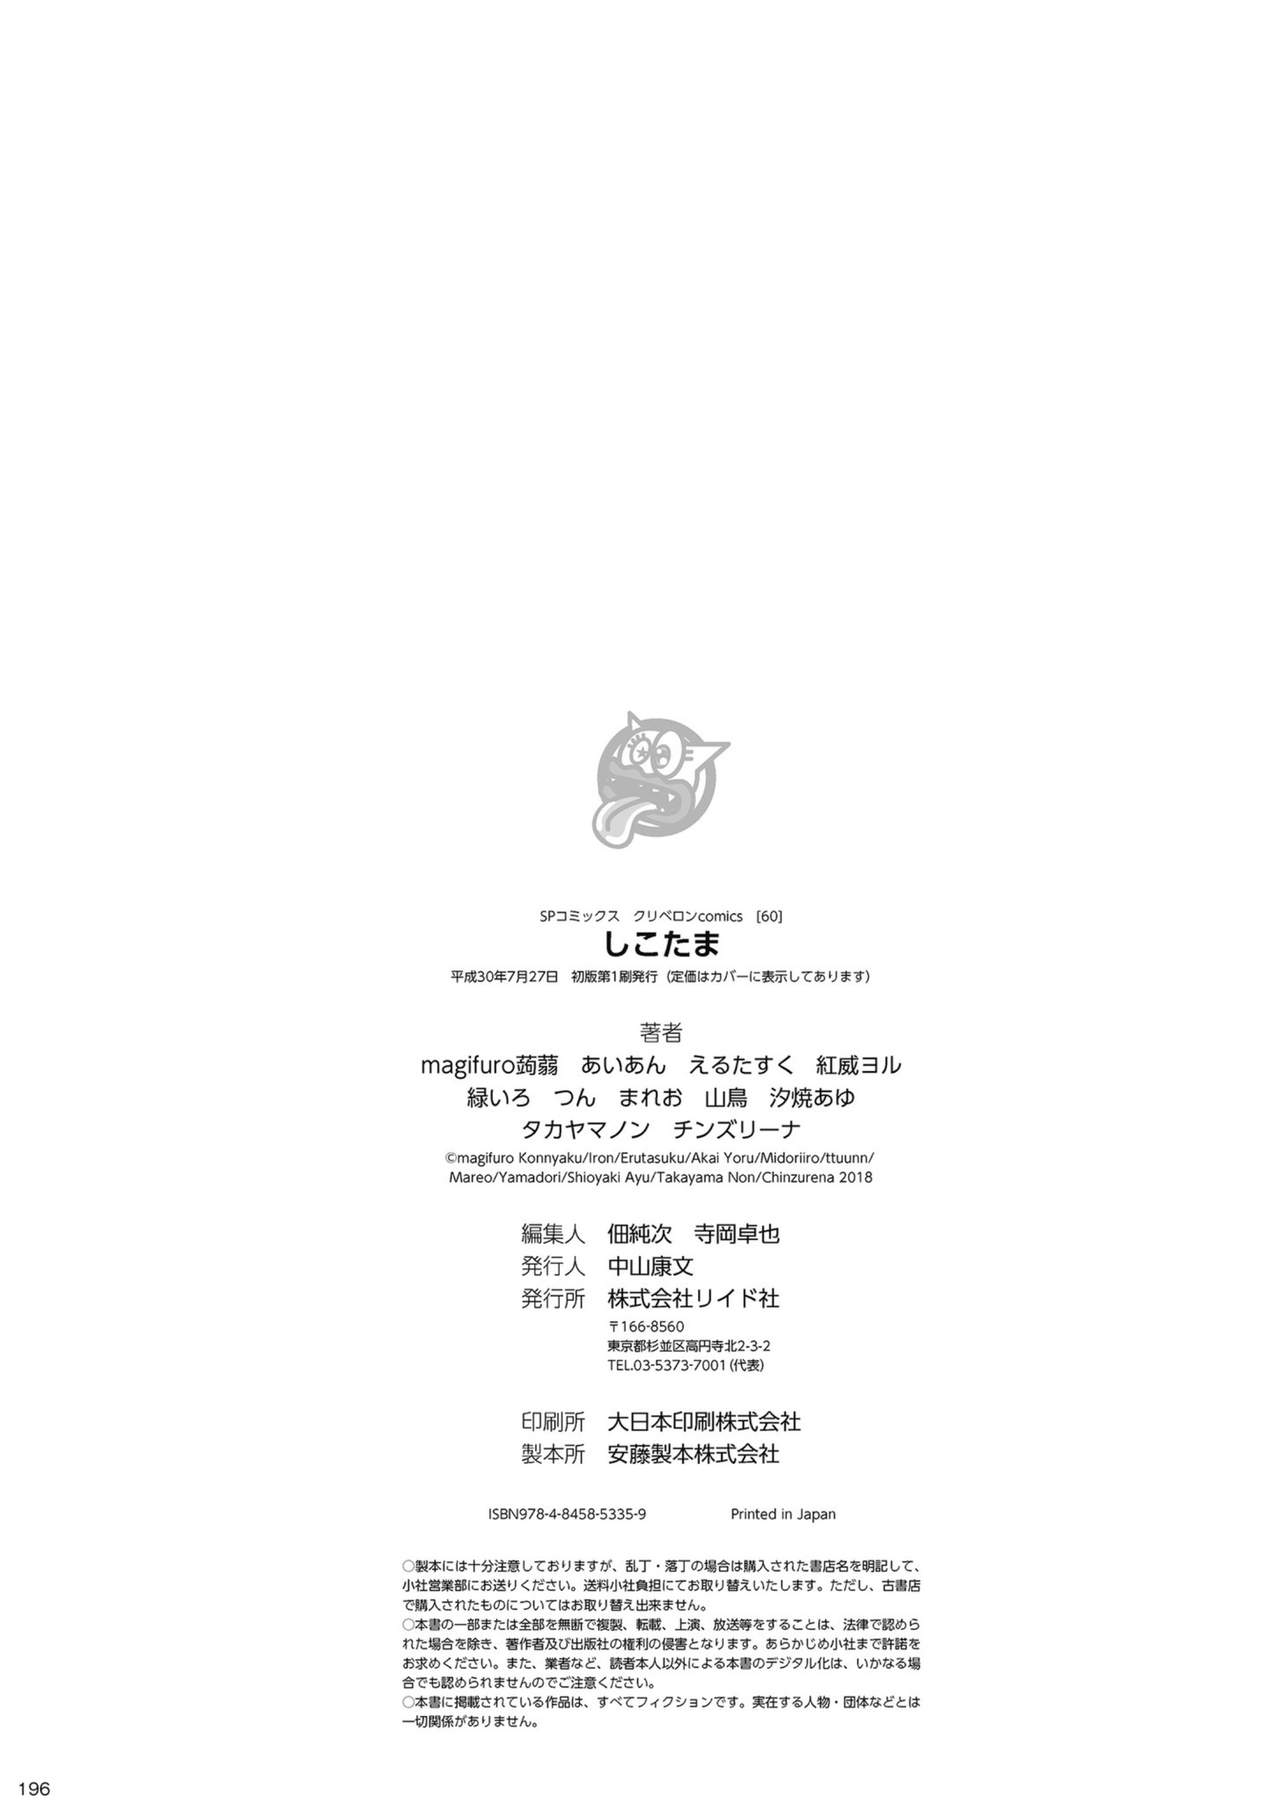 SPコミックス　クリベロンcomics　[60]
しこたま
平成30年7月27日　初版第1刷発行（定価はカバーに表示してあります）
著者
magifuro蒟蒻　あいあん　えるたすく　紅威ヨル
緑いろ　つん　まれお　山鳥　汐焼あゆ
タカヤマノン　チンズリーナ
©magifuro Konnyaku/Iron/Erutasuku/Akai Yoru/Midoriiro/ttuunn/
Mareo/Yamadori/Shioyaki Ayu/Takayama Non/Chinzurena 2018
編集人　佃純次　寺岡卓也
発行人　中山康文
発行所　株式会社リイド社
〒166-8560
東京都杉並区高円寺北2-3-2
TEL.03-5373-7001（代表）
印刷所　大日本印刷株式会社
製本所　安藤製本株式会社
ISBN978-4-8458-5335-9　Printed in Japan
○製本には十分注意しておりますが、乱丁・落丁の場合は購入された書店名を明記して、
小社営業部にお送りください。送料小社負担にてお取り替えいたします。ただし、古書店
で購入されたものについてはお取り替え出来ません。
○本書の一部または全部を無断で複製、転載、上演、放送等をすることは、法律で認めら
れた場合を除き、著作者及び出版社の権利の侵害となります。あらかじめ小社まで許諾を
お求めください。また、業者など、読者本人以外による本書のデジタル化は、いかなる場
合でも認められませんのでご注意ください。
○本書に掲載されている作品は、すべてフィクションです。実在する人物・団体などとは
一切関係がありません。
196